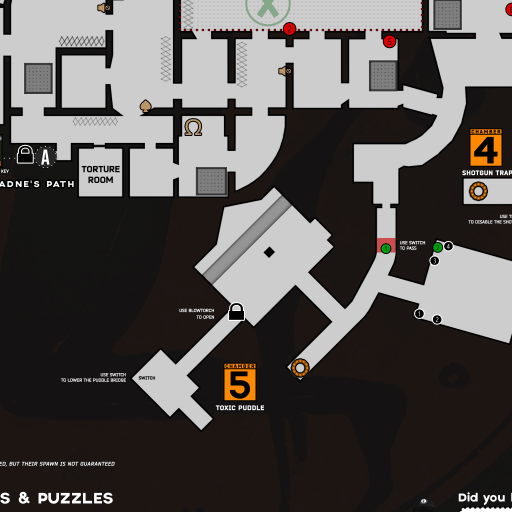 KEY
A
ADNE'S PATH
TORTURE
ROOM
CHAMBER
4
SHOTGUN TRAP
USE T
TO DISABLE THE SHO
USE SWITCH
TO PASS
4
3
1
2
USE BLOWTORCH
TO OPEN
USE SWITCH
TO LOWER THE PUDDLE BRIDGE
SWITCH
CHAMBER
5
TOXIC PUDDLE
ED, BUT THEIR SPAWN IS NOT GUARANTEED
S & PUZZLES
Did you